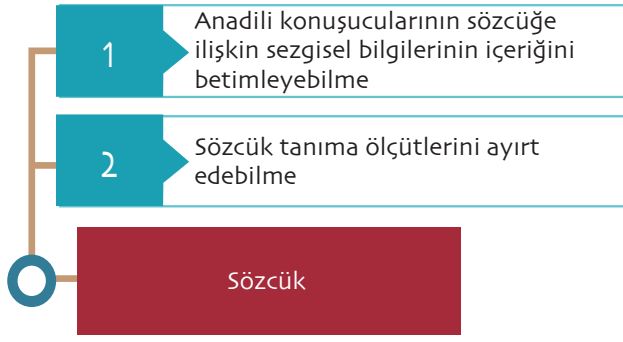 1
Anadili konuşucularının sözcüğe
ilişkin sezgisel bilgilerinin içeriğini
betimleyebilme
2
Sözcük tanıma ölçütlerini ayırt
edebilme
Sözcük